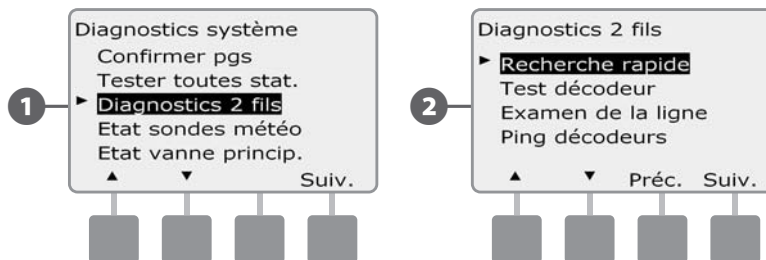 Diagnostics système
Confirmer pgs
Tester toutes stat.
Diagnostics 2 fils
Etat sondes météo
Etat vanne princip.
Suiv.
1
Diagnostics 2 fils
Recherche rapide
Test décodeur
Examen de la ligne
Ping décodeurs
Préc. Suiv.
2